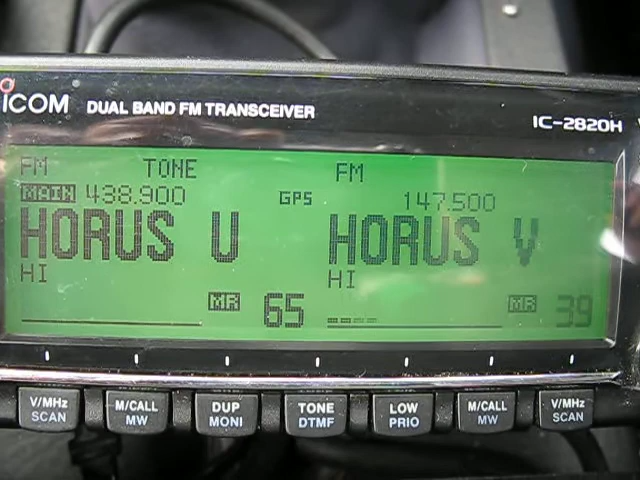 ICOM DUAL BAND FM TRANSCEIVER IC-2820H
FM TONE FM
MAIN 438.900 GPS 147.500
HORUS U HORUS V
HI HI
MR 65 MR 39
V/MHz M/CALL DUP TONE LOW M/CALL V/MHz
SCAN MW MONI DTMF PRIO MW SCAN